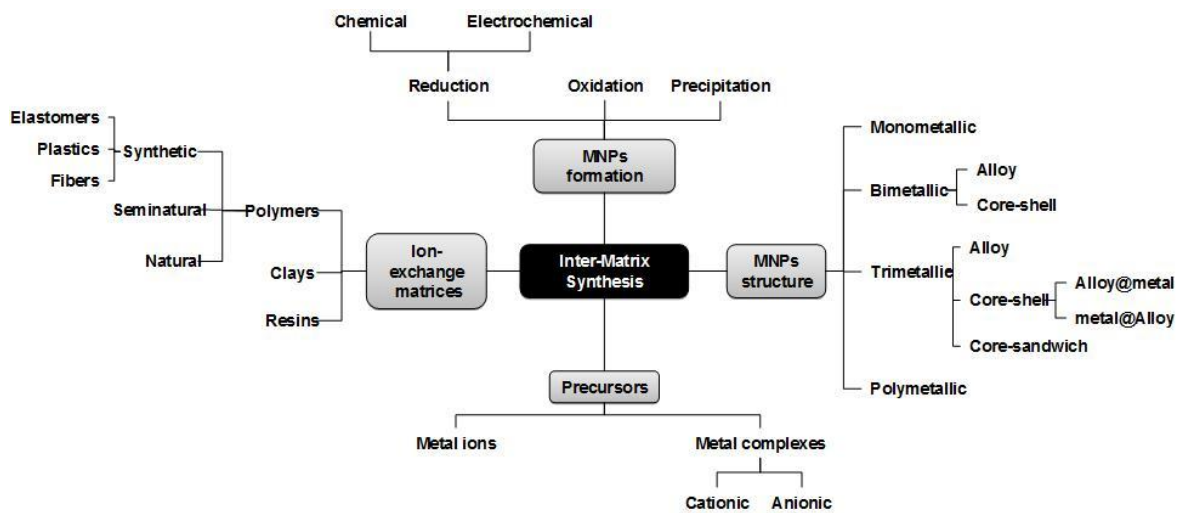 Chemical
Electrochemical
Reduction
Oxidation
Precipitation
MNPs
formation
Elastomers
Plastics
Fibers
Synthetic
Seminatural
Natural
Polymers
Clays
Resins
Ion-
exchange
matrices
Inter-Matrix
Synthesis
MNPs
structure
Monometallic
Bimetallic
Alloy
Core-shell
Trimetallic
Alloy
Core-shell
Alloy@metal
metal@Alloy
Core-sandwich
Polymetallic
Precursors
Metal ions
Metal complexes
Cationic
Anionic